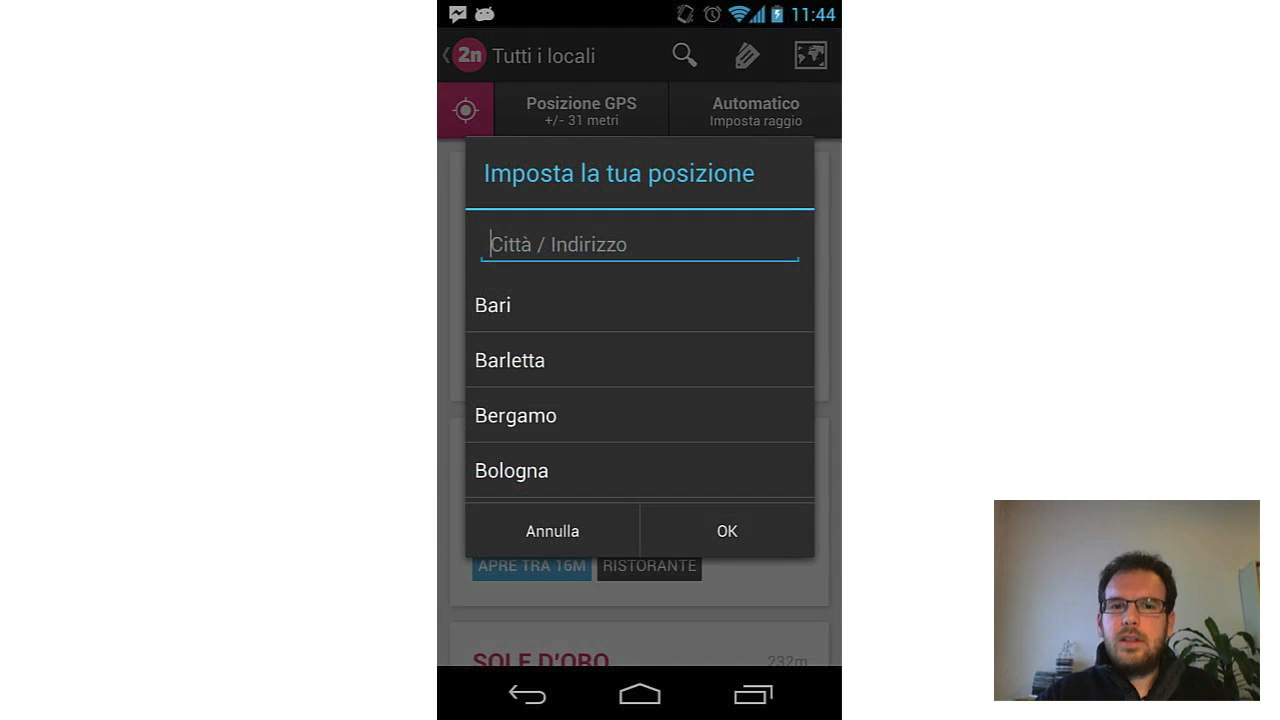 11:44
2n Tutti i locali
Posizione GPS
+/- 31 metri
Automatico
Imposta raggio
Imposta la tua posizione
Città / Indirizzo
Bari
Barletta
Bergamo
Bologna
Annulla
OK
APRE TRA 16M
RISTORANTE
SOLE D'ORO
232m